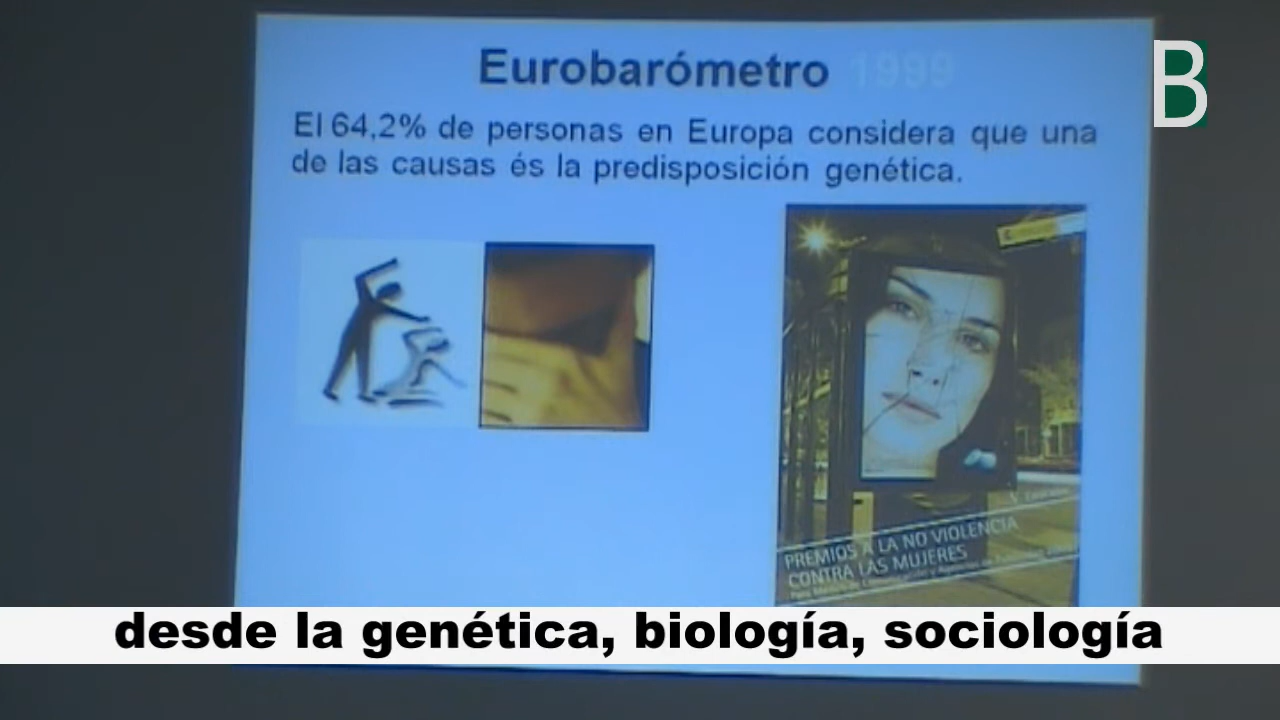 Eurobarómetro 1999
B
El 64,2% de personas en Europa considera que una
de las causas és la predisposición genética.
PREMIOS A LA NO VIOLENCIA
CONTRA LAS MUJERES
desde la genética, biología, sociología